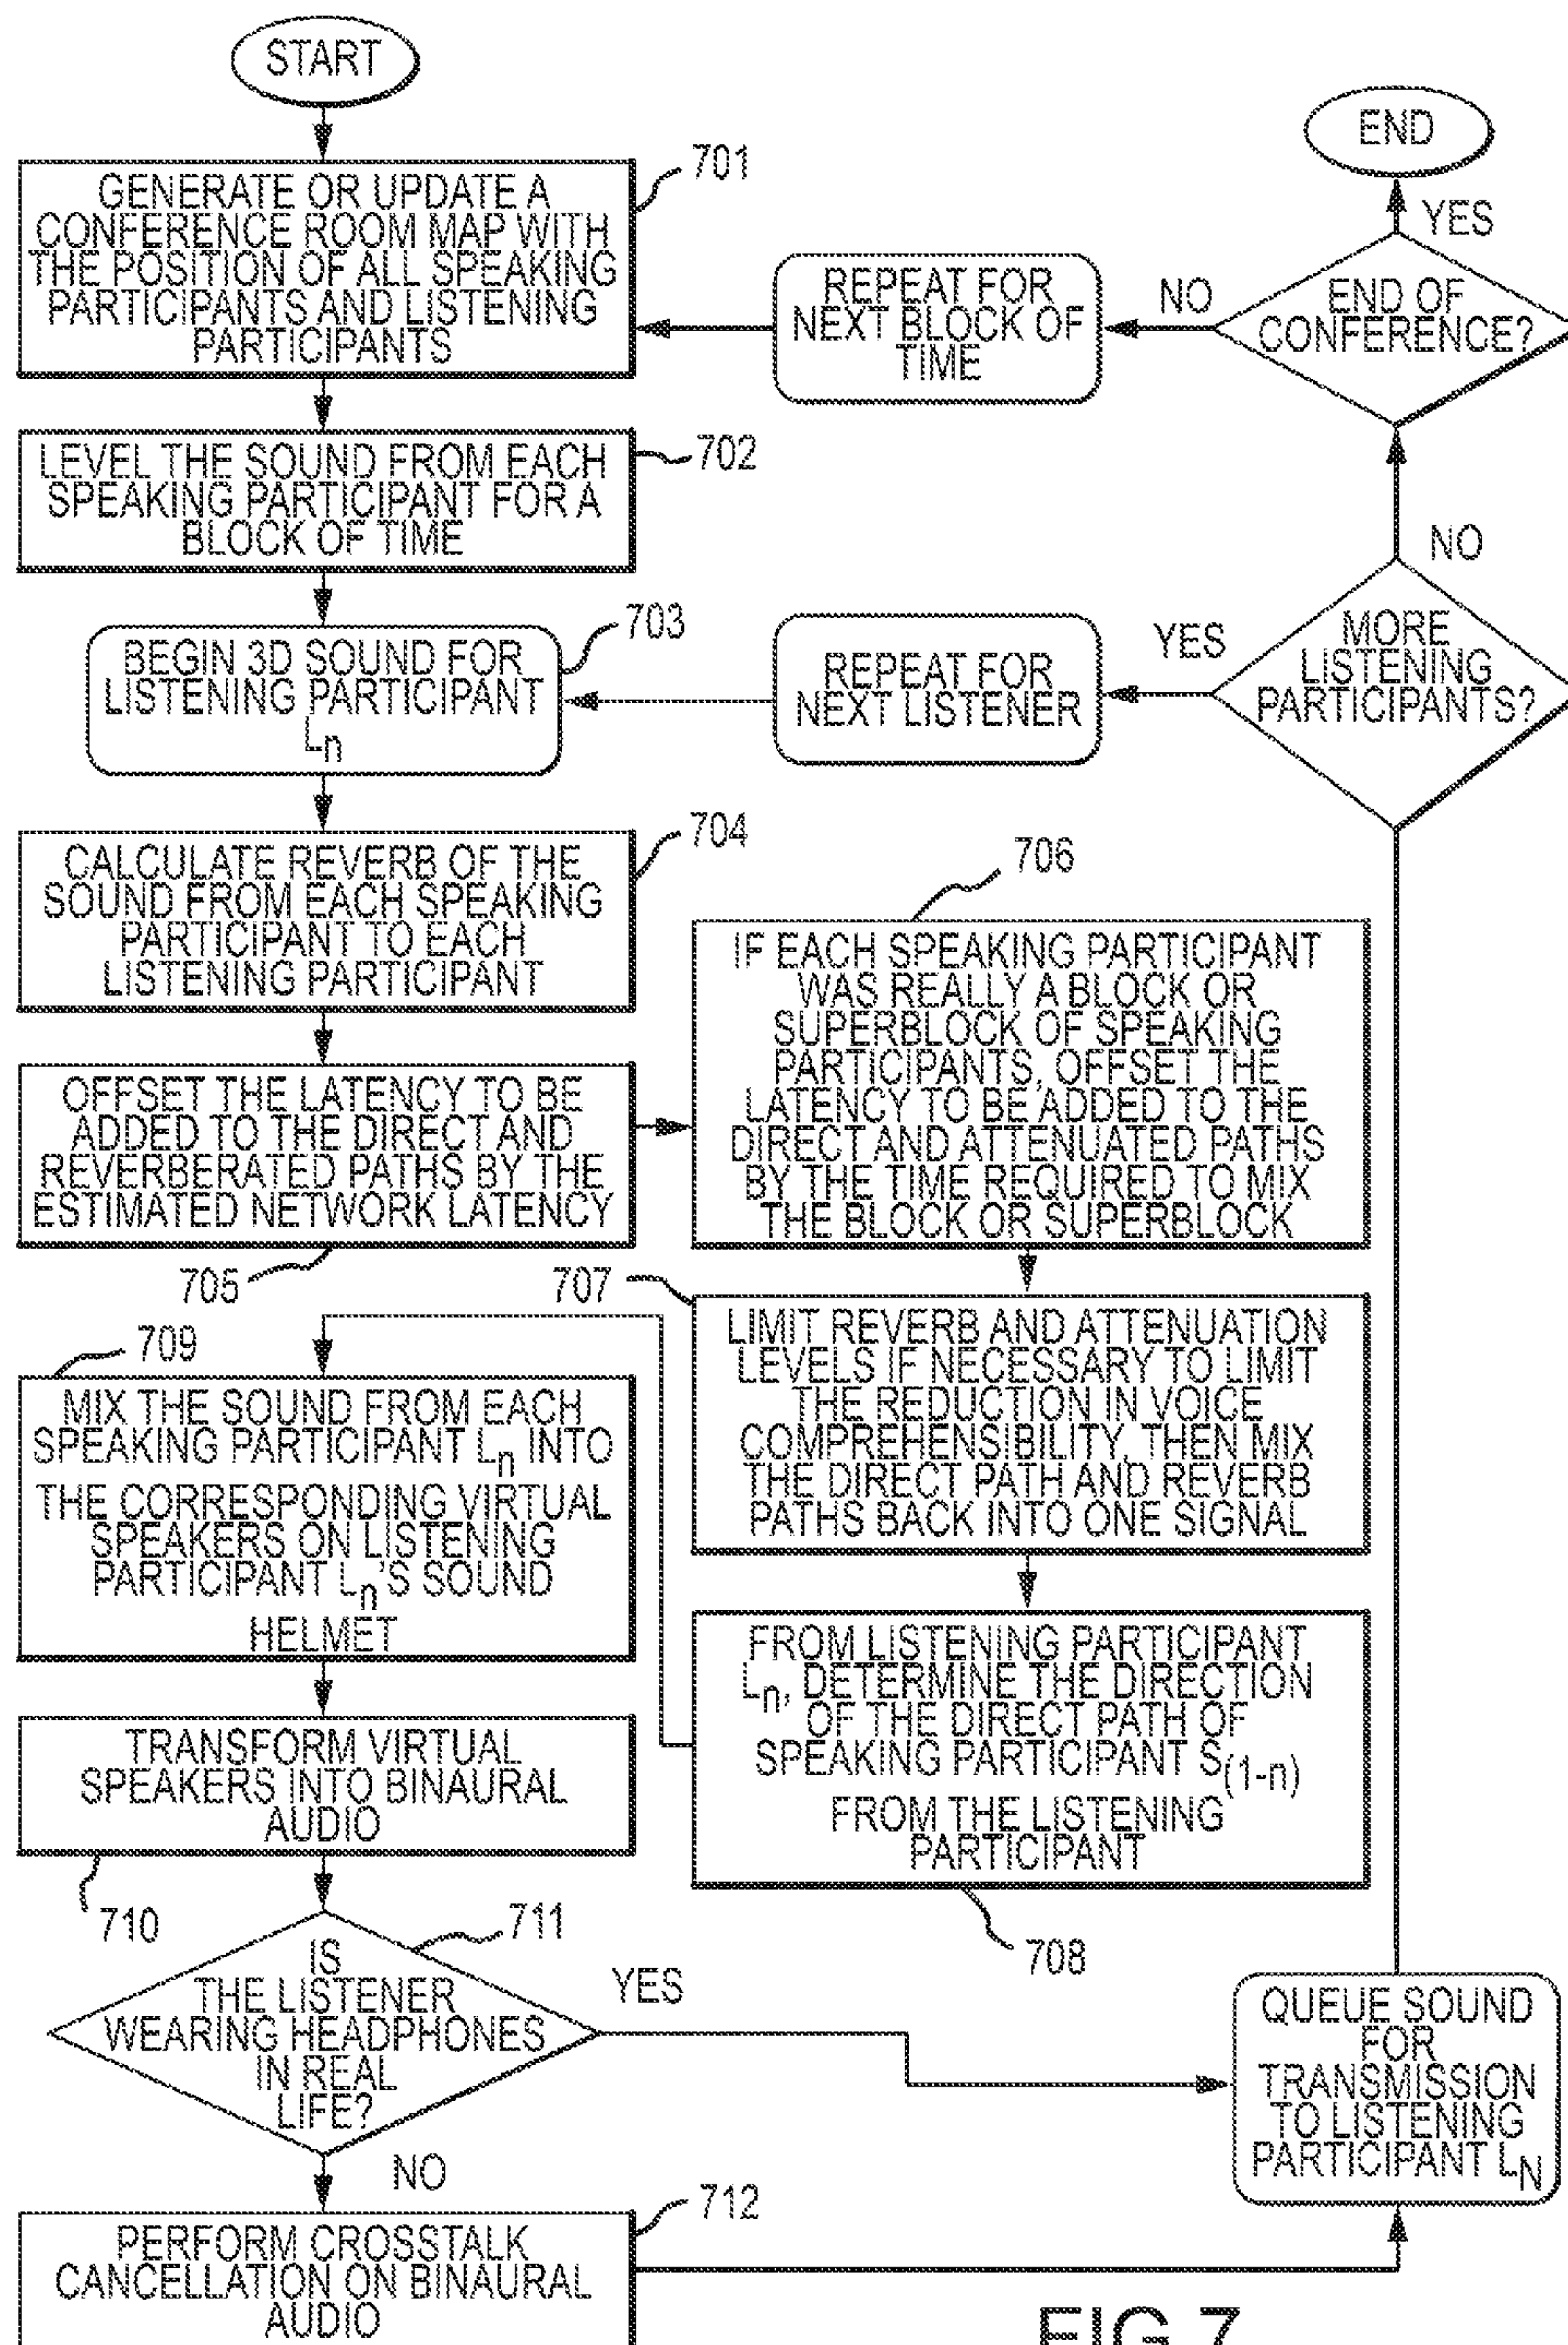 START
GENERATE OR UPDATE A
CONFERENCE ROOM MAP WITH
THE POSITION OF ALL SPEAKING
PARTICIPANTS AND LISTENING
PARTICIPANTS
701
LEVEL THE SOUND FROM EACH
SPEAKING PARTICIPANT FOR A
BLOCK OF TIME
702
BEGIN 3D SOUND FOR
LISTENING PARTICIPANT
Ln
703
CALCULATE REVERB OF THE
SOUND FROM EACH SPEAKING
PARTICIPANT TO EACH
LISTENING PARTICIPANT
704
OFFSET THE LATENCY TO BE
ADDED TO THE DIRECT AND
REVERBERATED PATHS BY THE
ESTIMATED NETWORK LATENCY
705
706
IF EACH SPEAKING PARTICIPANT
WAS REALLY A BLOCK OR
SUPERBLOCK OF SPEAKING
PARTICIPANTS, OFFSET THE
LATENCY TO BE ADDED TO THE
DIRECT AND ATTENUATED PATHS
BY THE TIME REQUIRED TO MIX
THE BLOCK OR SUPERBLOCK
707
LIMIT REVERB AND ATTENUATION
LEVELS IF NECESSARY TO LIMIT
THE REDUCTION IN VOICE
COMPREHENSIBILITY, THEN MIX
THE DIRECT PATH AND REVERB
PATHS BACK INTO ONE SIGNAL
FROM LISTENING PARTICIPANT
Ln, DETERMINE THE DIRECTION
OF THE DIRECT PATH OF
SPEAKING PARTICIPANT S(1-n)
FROM THE LISTENING
PARTICIPANT
708
709
MIX THE SOUND FROM EACH
SPEAKING PARTICIPANT Ln INTO
THE CORRESPONDING VIRTUAL
SPEAKERS ON LISTENING
PARTICIPANT Ln'S SOUND
HELMET
TRANSFORM VIRTUAL
SPEAKERS INTO BINAURAL
AUDIO
710
711
IS
THE LISTENER
WEARING HEADPHONES
IN REAL
LIFE?
YES
NO
PERFORM CROSSTALK
CANCELLATION ON BINAURAL
AUDIO
712
QUEUE SOUND
FOR
TRANSMISSION
TO LISTENING
PARTICIPANT LN
MORE
LISTENING
PARTICIPANTS?
YES
REPEAT FOR
NEXT LISTENER
NO
END OF
CONFERENCE?
NO
REPEAT FOR
NEXT BLOCK OF
TIME
YES
END
FIG.7